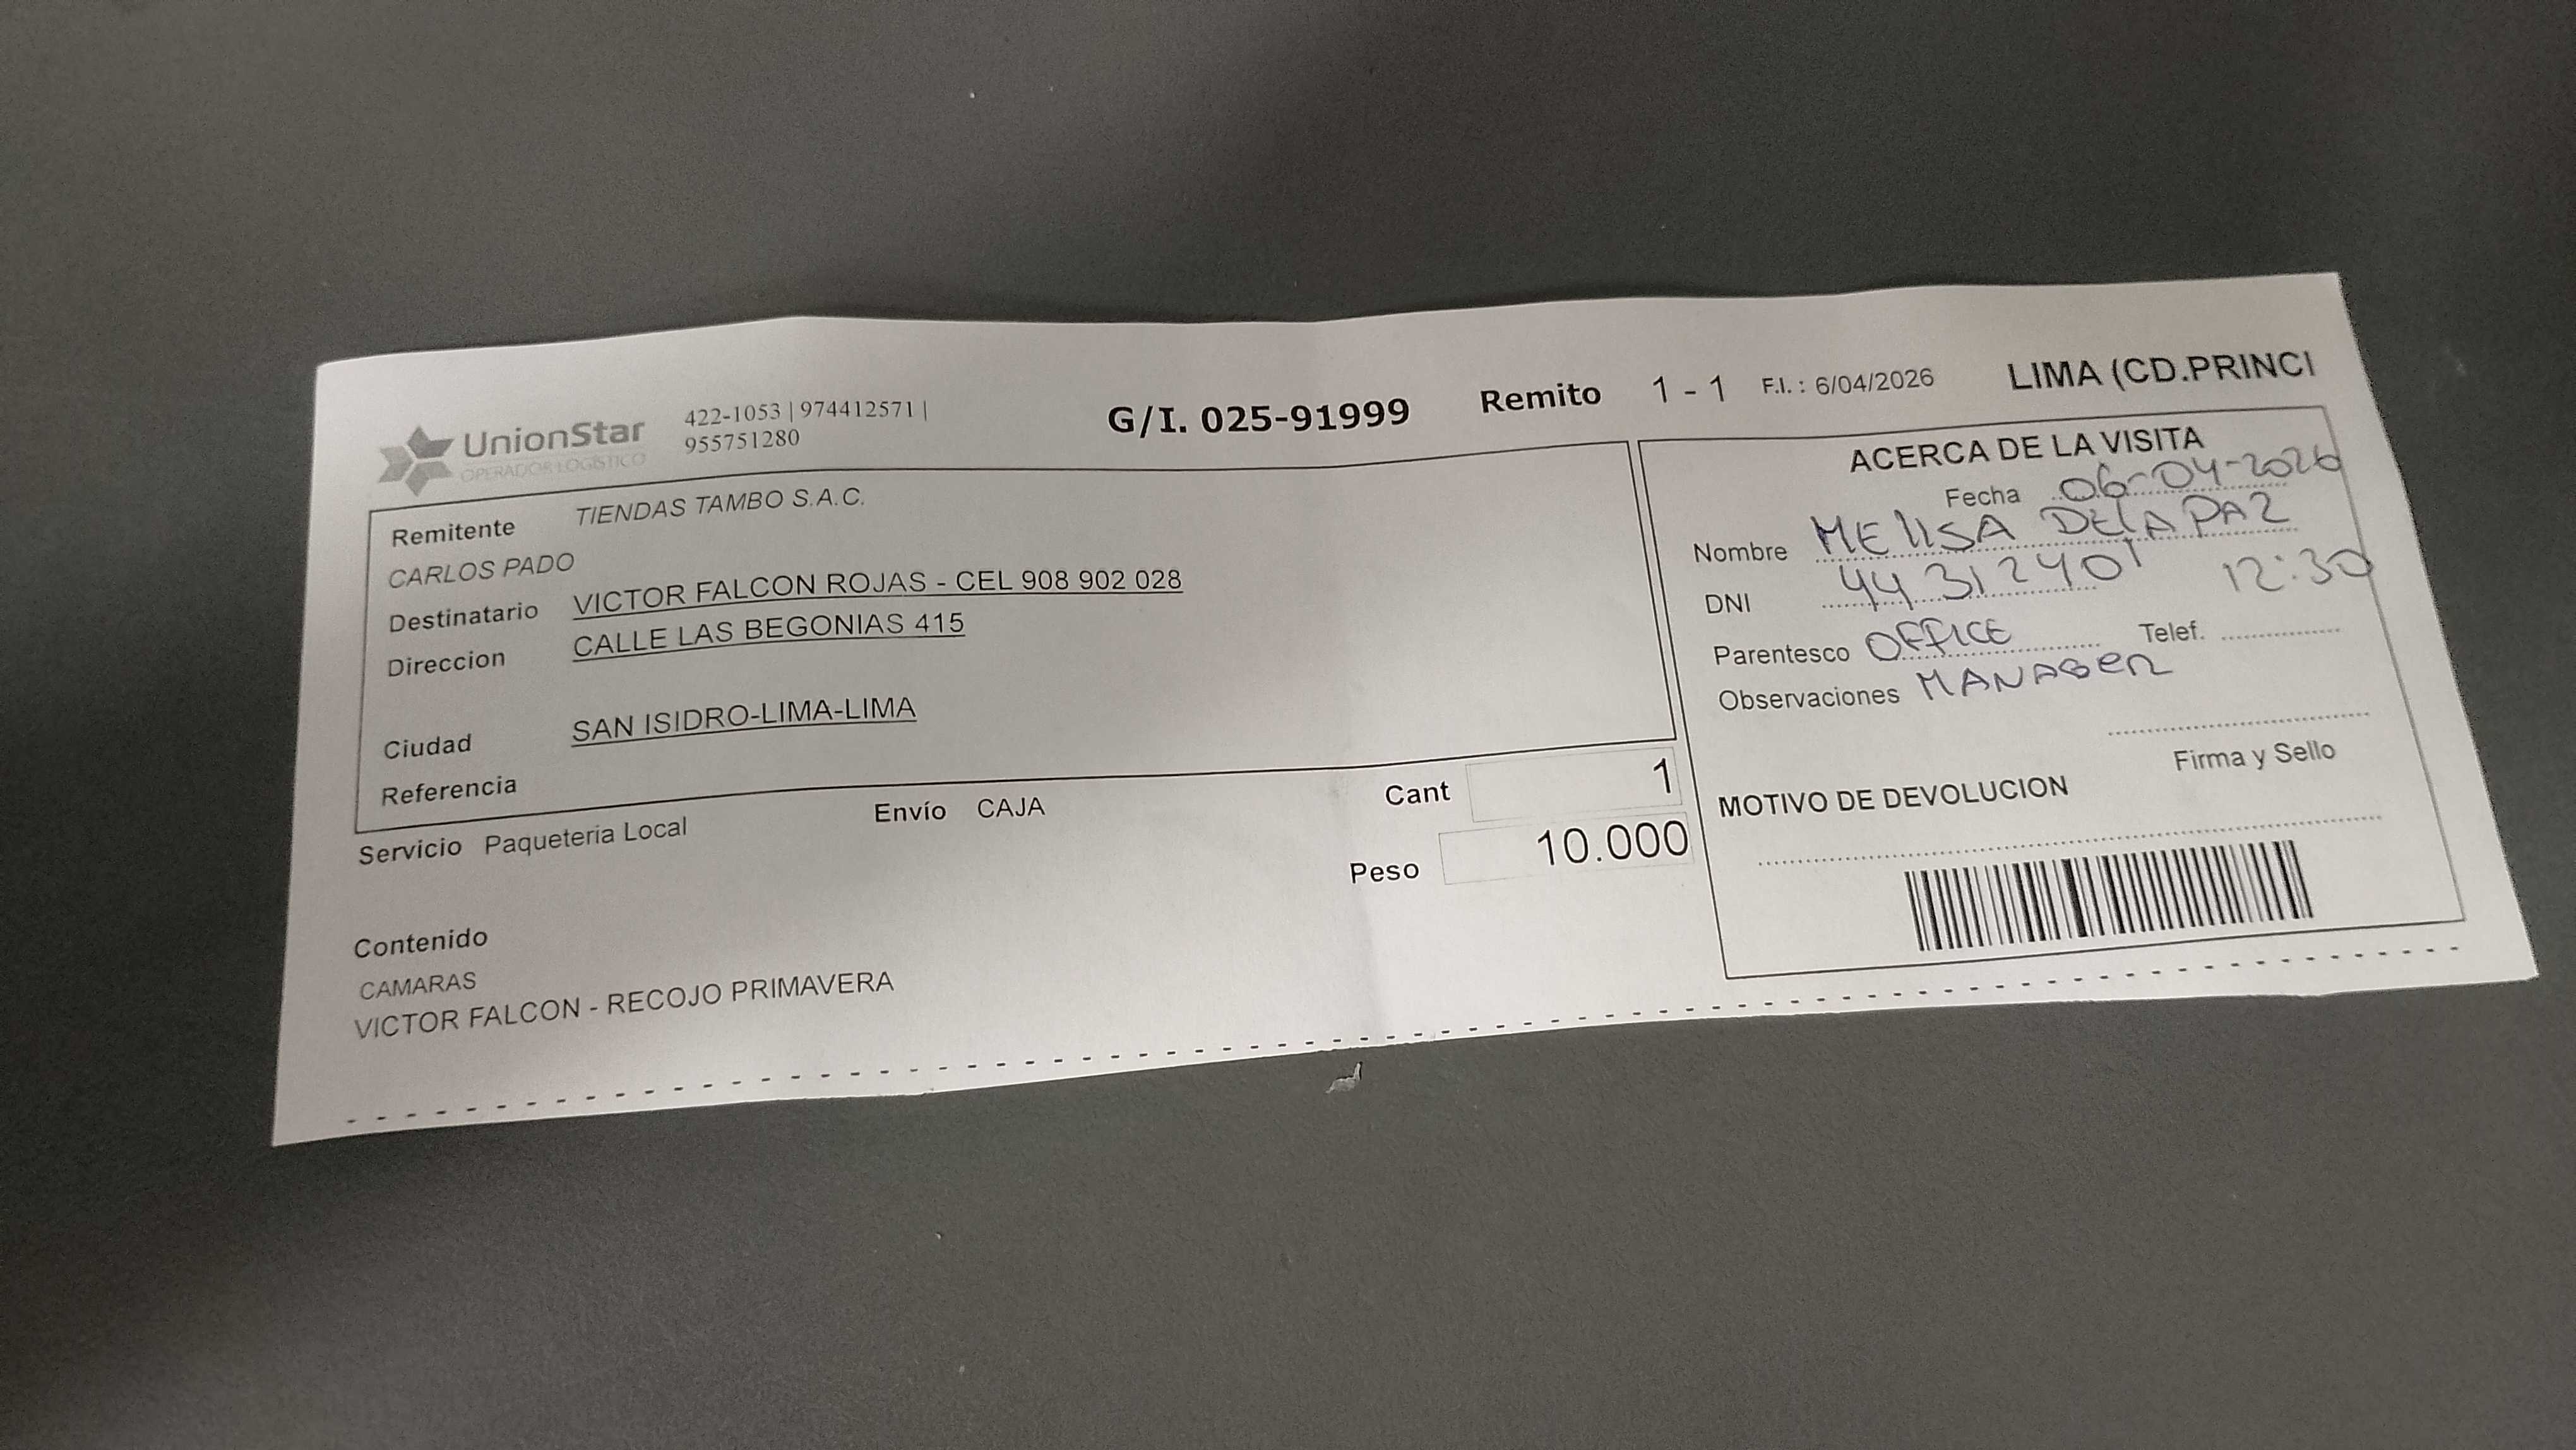 UnionStar
OPERADOR LOGISTICO
422-1053 | 974412571 |
955751280
G/I. 025-91999 Remito 1 - 1 F.I. : 6/04/2026 LIMA (CD.PRINCI
Remitente TIENDAS TAMBO S.A.C.
CARLOS PADO
Destinatario VICTOR FALCON ROJAS - CEL 908 902 028
Direccion CALLE LAS BEGONIAS 415
Ciudad SAN ISIDRO-LIMA-LIMA
Referencia
Servicio Paqueteria Local Envío CAJA
Cant 1
Peso 10.000
Contenido
CAMARAS
VICTOR FALCON - RECOJO PRIMAVERA
ACERCA DE LA VISITA
Fecha 06-04-2026
Nombre MELISA DE LA PAZ
DNI 44312401 12:30
Parentesco OFFICE Telef.
Observaciones MANAGER
Firma y Sello
MOTIVO DE DEVOLUCION